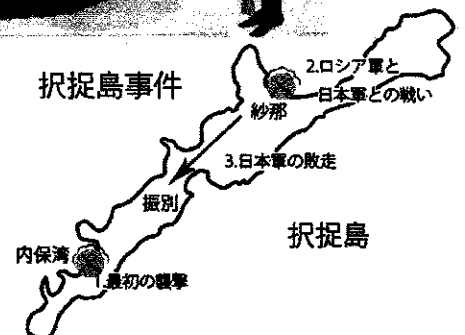 択捉島事件
2.ロシア軍と
日本軍との戦い
紗那
3.日本軍の敗走
振別
択捉島
内保湾
1.最初の襲撃